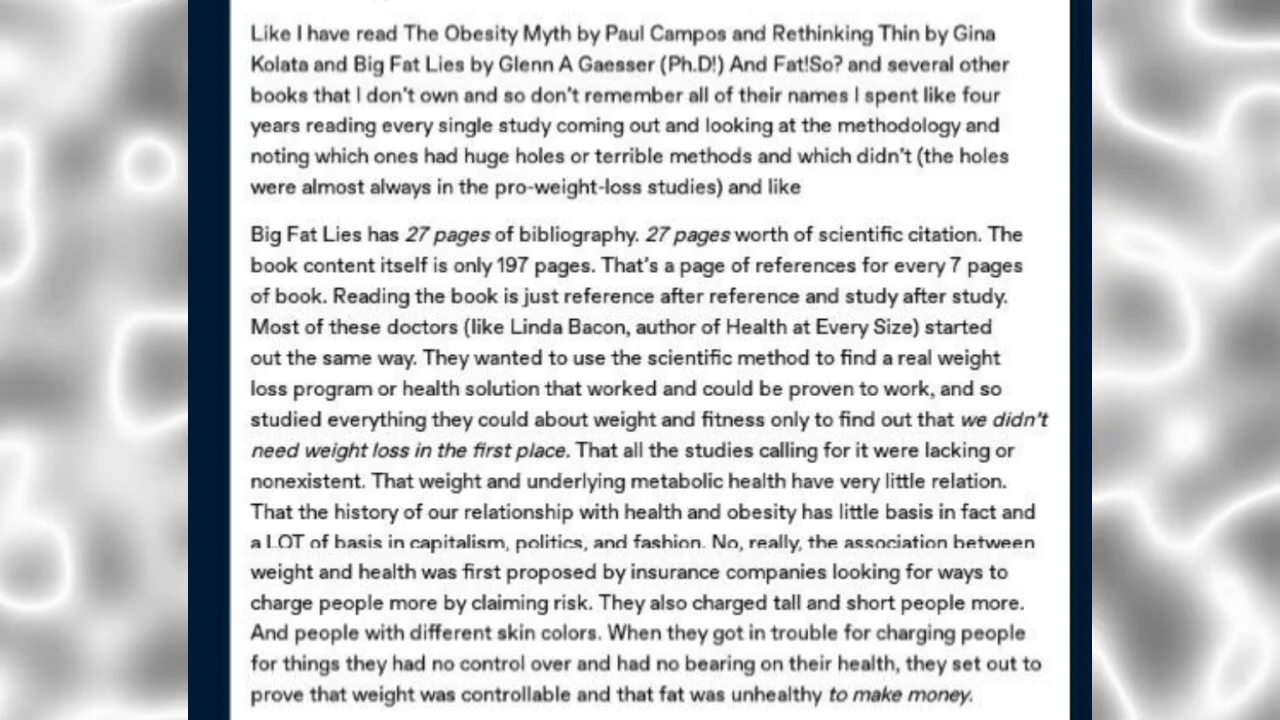 Like I have read The Obesity Myth by Paul Campos and Rethinking Thin by Gina
Kolata and Big Fat Lies by Glenn A Gaesser (Ph.D!) And Fat!So? and several other
books that I don't own and so don't remember all of their names I spent like four
years reading every single study coming out and looking at the methodology and
noting which ones had huge holes or terrible methods and which didn't (the holes
were almost always in the pro-weight-loss studies) and like
Big Fat Lies has 27 pages of bibliography. 27 pages worth of scientific citation. The
book content itself is only 197 pages. That's a page of references for every 7 pages
of book. Reading the book is just reference after reference and study after study.
Most of these doctors (like Linda Bacon, author of Health at Every Size) started
out the same way. They wanted to use the scientific method to find a real weight
loss program or health solution that worked and could be proven to work, and so
studied everything they could about weight and fitness only to find out that we didn't
need weight loss in the first place. That all the studies calling for it were lacking or
nonexistent. That weight and underlying metabolic health have very little relation.
That the history of our relationship with health and obesity has little basis in fact and
a LOT of basis in capitalism, politics, and fashion. No, really, the association between
weight and health was first proposed by insurance companies looking for ways to
charge people more by claiming risk. They also charged tall and short people more.
And people with different skin colors. When they got in trouble for charging people
for things they had no control over and had no bearing on their health, they set out to
prove that weight was controllable and that fat was unhealthy to make money.